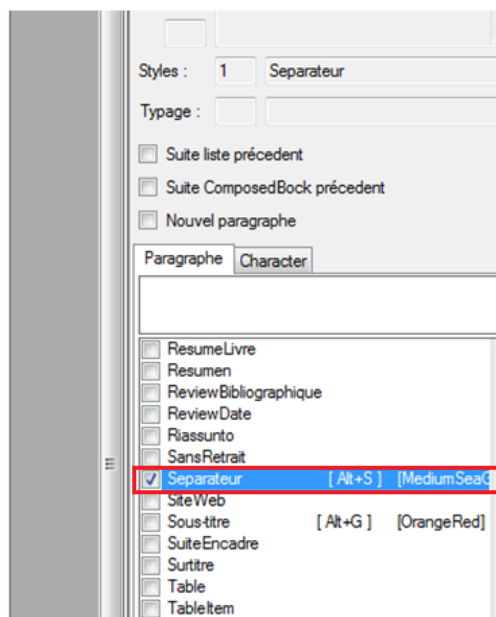 Styles : 1 Separateur
Typage :
Suite liste précedent
Suite ComposedBock précedent
Nouvel paragraphe
Paragraphe Character
ResumeLivre
Resumen
ReviewBibliographique
ReviewDate
Riassunto
SansRetrait
Separateur [ Alt+S ] [MediumSeaG
SiteWeb
Sous-titre [ Alt+G ] [OrangeRed]
SuiteEncadre
Surtitre
Table
TableItem